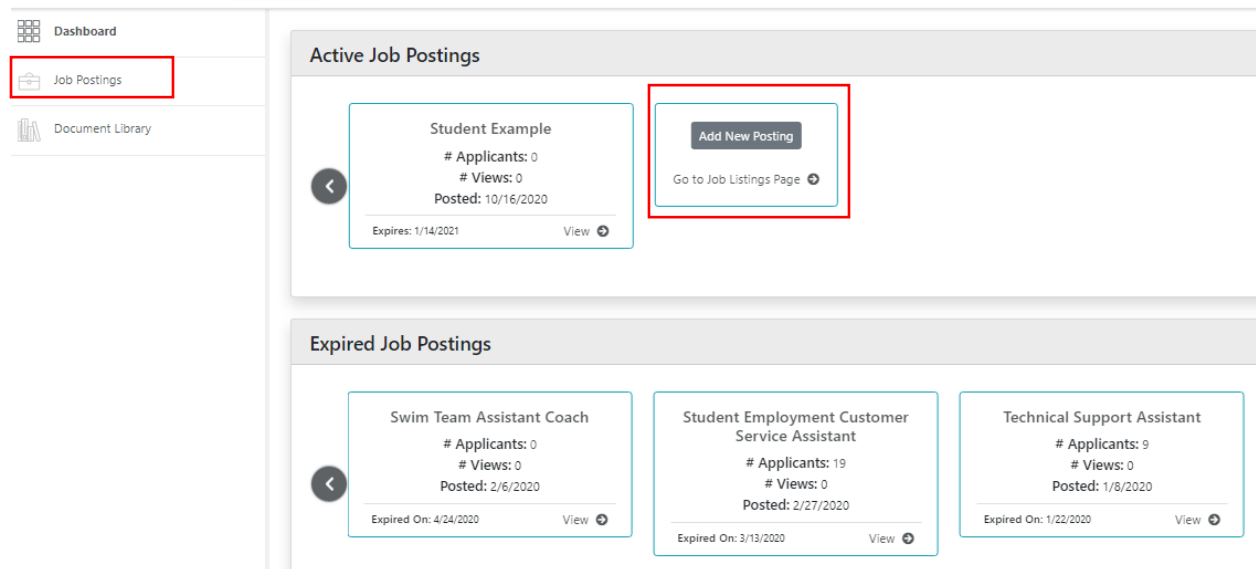 Dashboard
Job Postings
Document Library
Active Job Postings
Student Example
# Applicants: 0
# Views: 0
Posted: 10/16/2020
Expires: 1/14/2021
View
Add New Posting
Go to Job Listings Page
Expired Job Postings
Swim Team Assistant Coach
# Applicants: 0
# Views: 0
Posted: 2/6/2020
Expired On: 4/24/2020
View
Student Employment Customer
Service Assistant
# Applicants: 19
# Views: 0
Posted: 2/27/2020
Expired On: 3/13/2020
View
Technical Support Assistant
# Applicants: 9
# Views: 0
Posted: 1/8/2020
Expired On: 1/22/2020
View